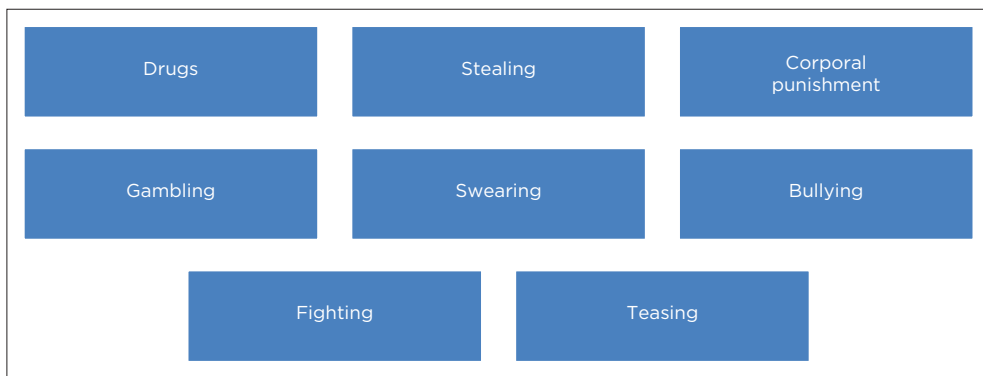 Drugs
Stealing
Corporal
punishment
Gambling
Swearing
Bullying
Fighting
Teasing